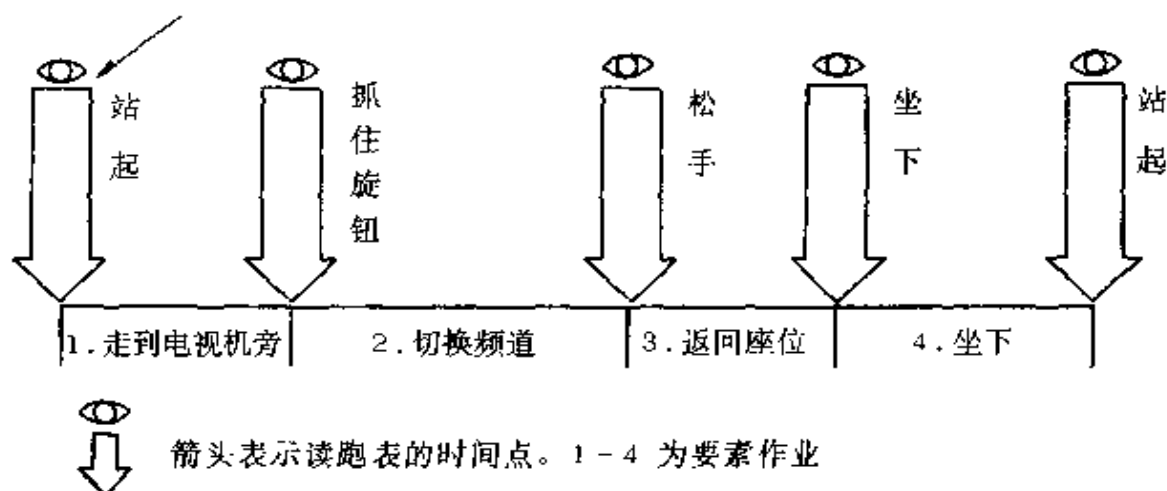 站起
抓住旋钮
松手
坐下
站起
1.走到电视机旁
2.切换频道
3.返回座位
4.坐下
箭头表示读跑表的时间点。1-4 为要素作业